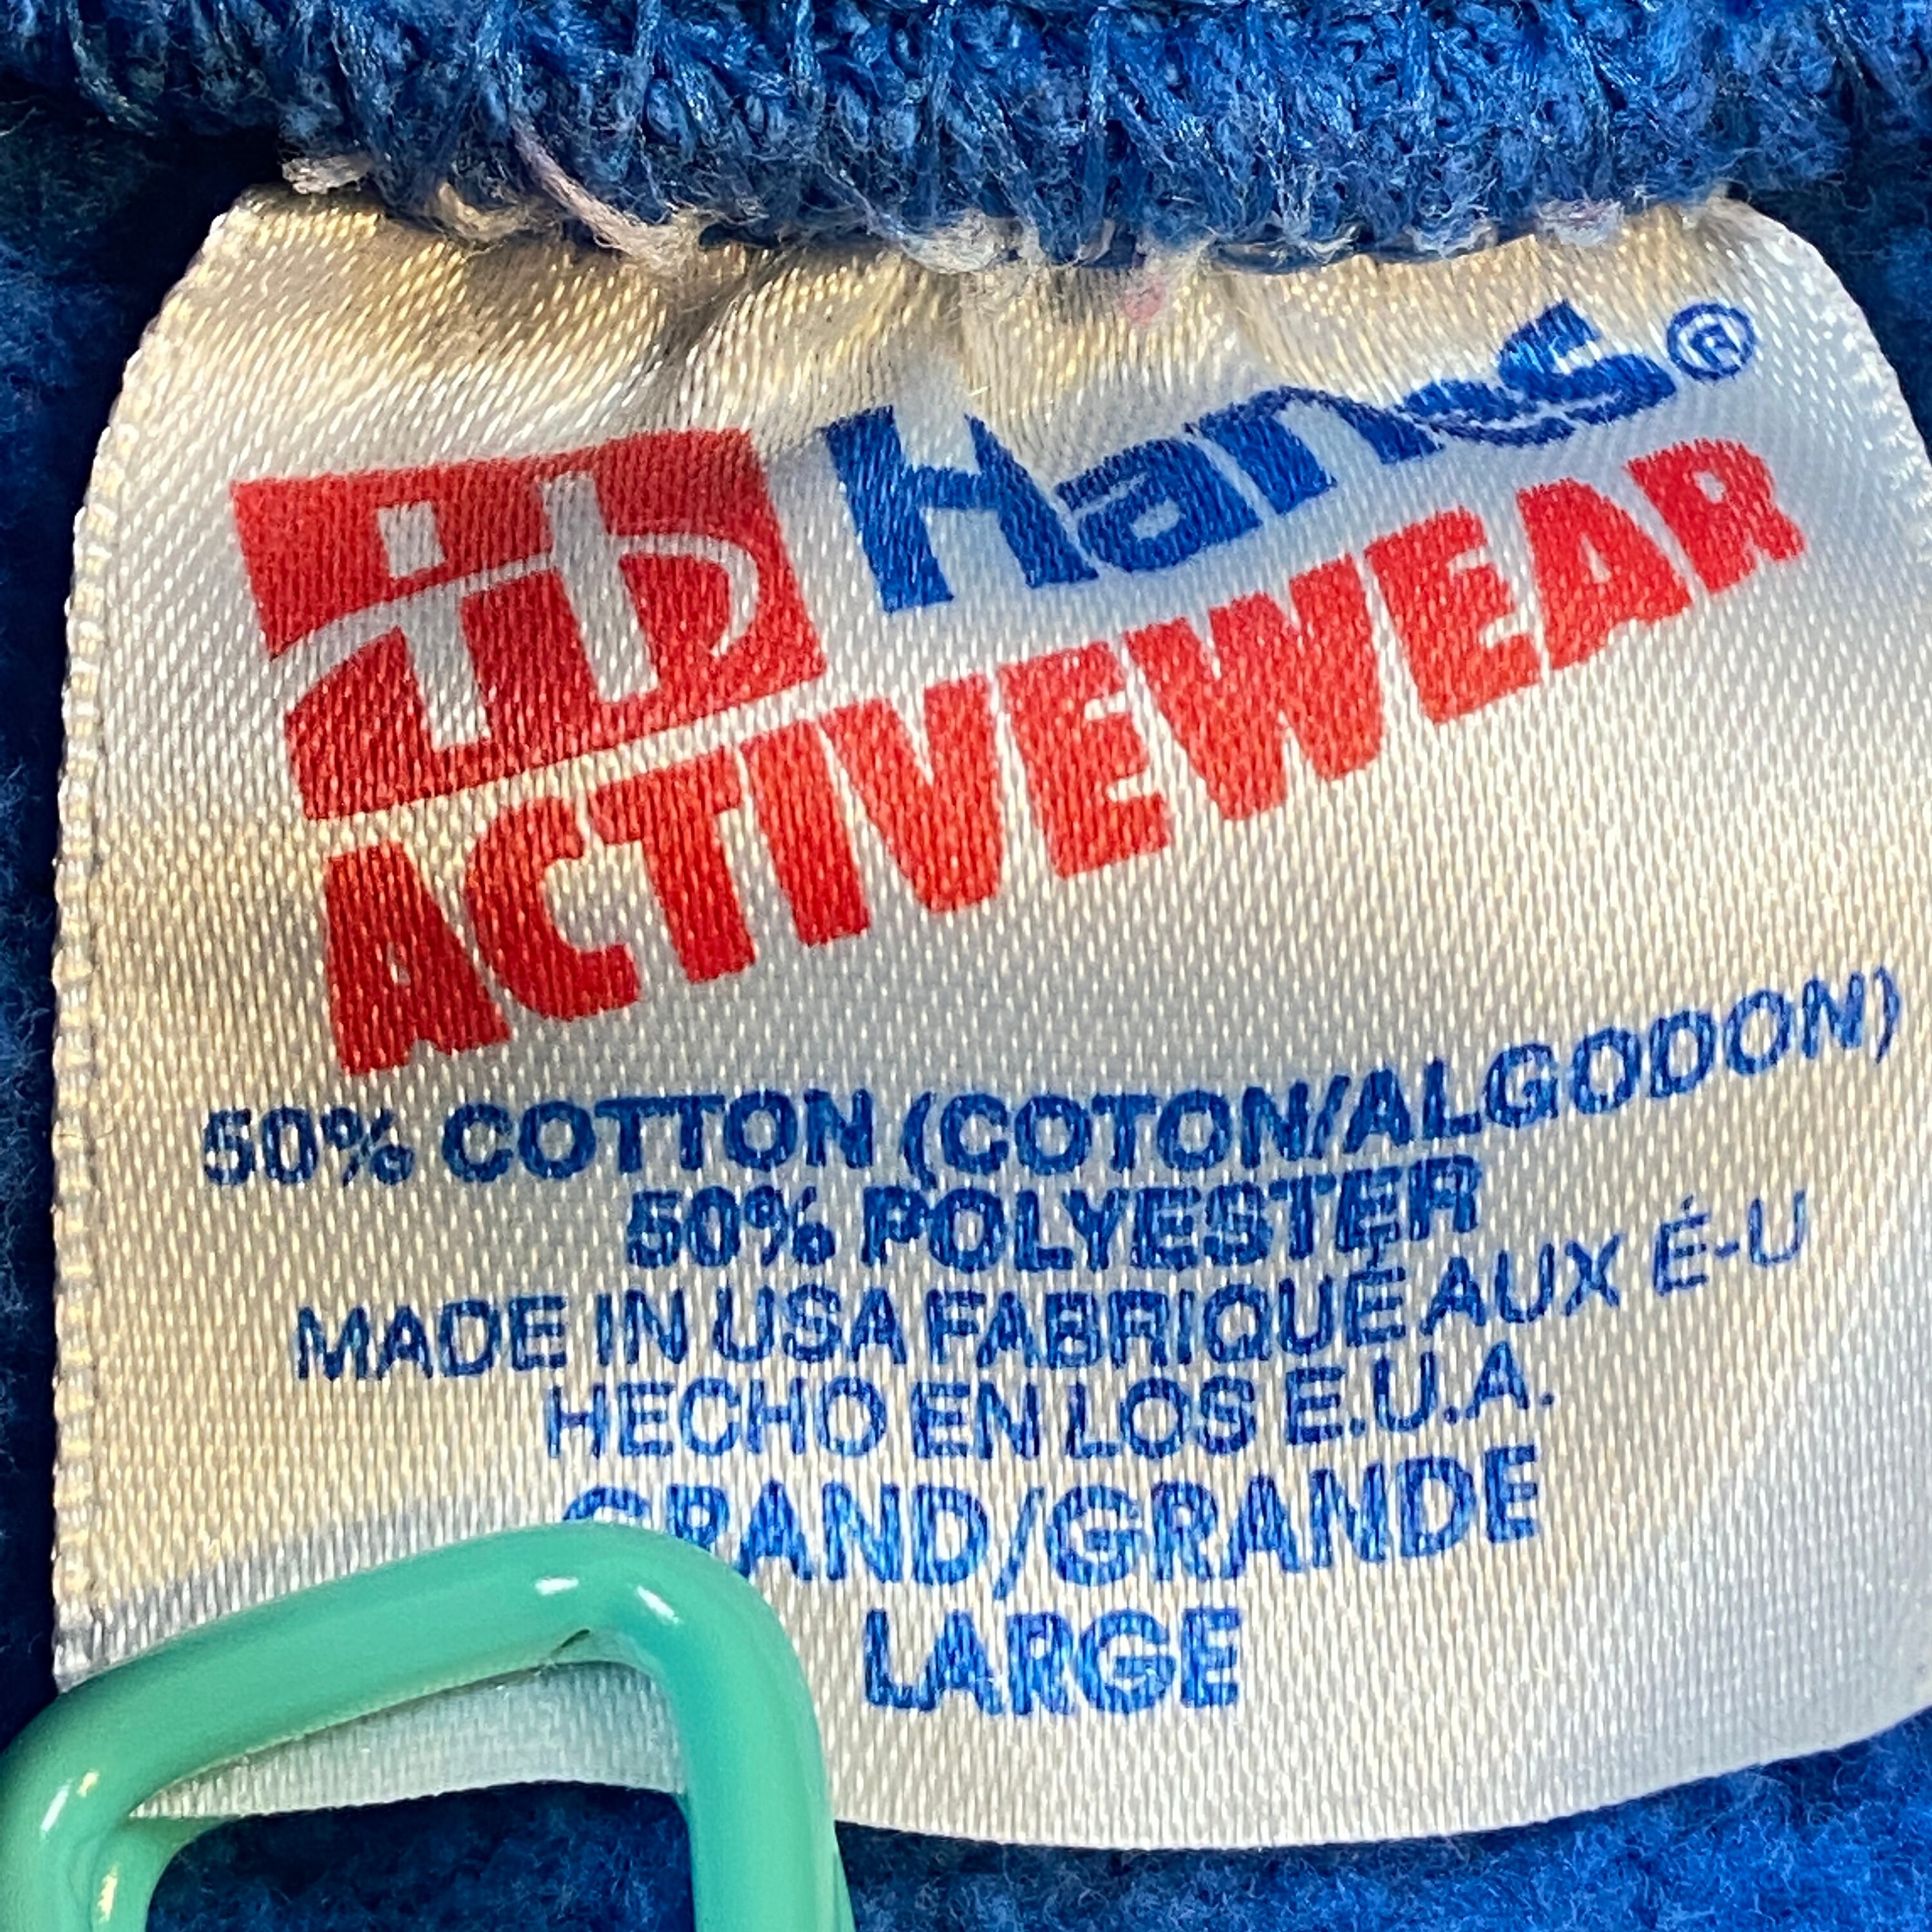 Hanes®
ACTIVEWEAR
50% COTTON (COTON/ALGODON)
50% POLYESTER
MADE IN USA FABRIQUÉ AUX É-U
HECHO EN LOS E.U.A.
GRAND/GRANDE
LARGE